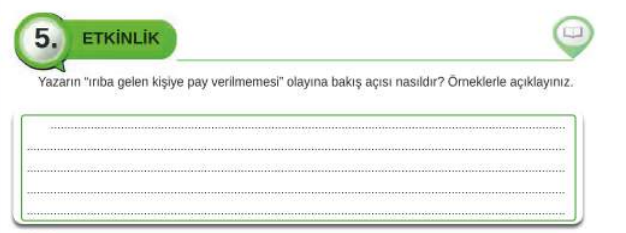 5. ETKİNLİK
Yazarın "ırıba gelen kişiye pay verilmemesi" olayına bakış açısı nasıldır? Örneklerle açıklayınız.